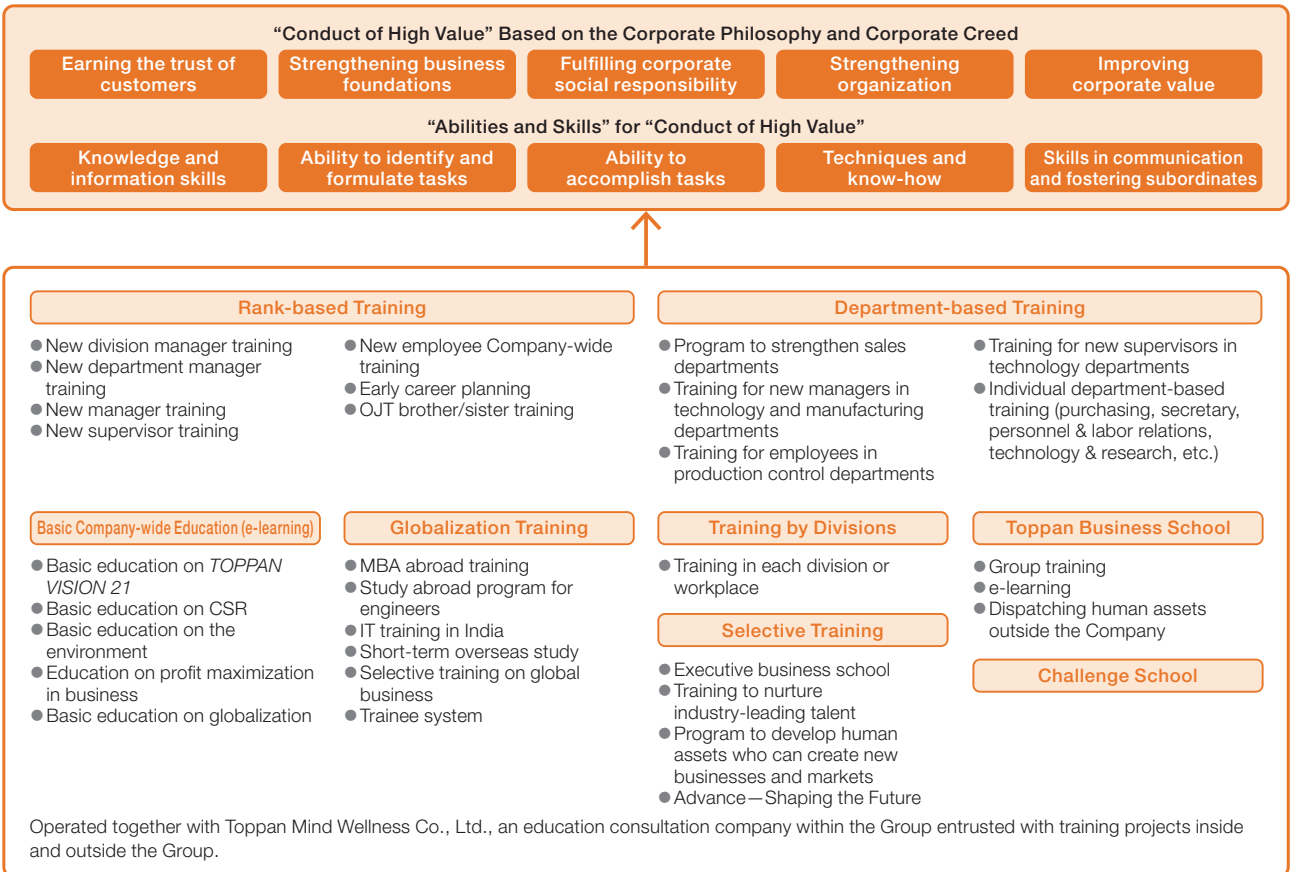 “Conduct of High Value” Based on the Corporate Philosophy and Corporate Creed
Earning the trust of
customers
Strengthening business
foundations
Fulfilling corporate
social responsibility
Strengthening
organization
Improving
corporate value
“Abilities and Skills” for “Conduct of High Value”
Knowledge and
information skills
Ability to identify and
formulate tasks
Ability to
accomplish tasks
Techniques and
know-how
Skills in communication
and fostering subordinates
Rank-based Training
● New division manager training
● New department manager
training
● New manager training
● New supervisor training
● New employee Company-wide
training
● Early career planning
● OJT brother/sister training
Department-based Training
● Program to strengthen sales
departments
● Training for new managers in
technology and manufacturing
departments
● Training for employees in
production control departments
● Training for new supervisors in
technology departments
● Individual department-based
training (purchasing, secretary,
personnel & labor relations,
technology & research, etc.)
Basic Company-wide Education (e-learning)
● Basic education on TOPPAN
VISION 21
● Basic education on CSR
● Basic education on the
environment
● Education on profit maximization
in business
● Basic education on globalization
Globalization Training
● MBA abroad training
● Study abroad program for
engineers
● IT training in India
● Short-term overseas study
● Selective training on global
business
● Trainee system
Training by Divisions
● Training in each division or
workplace
Selective Training
● Executive business school
● Training to nurture
industry-leading talent
● Program to develop human
assets who can create new
businesses and markets
● Advance—Shaping the Future
Toppan Business School
● Group training
● e-learning
● Dispatching human assets
outside the Company
Challenge School
Operated together with Toppan Mind Wellness Co., Ltd., an education consultation company within the Group entrusted with training projects inside
and outside the Group.